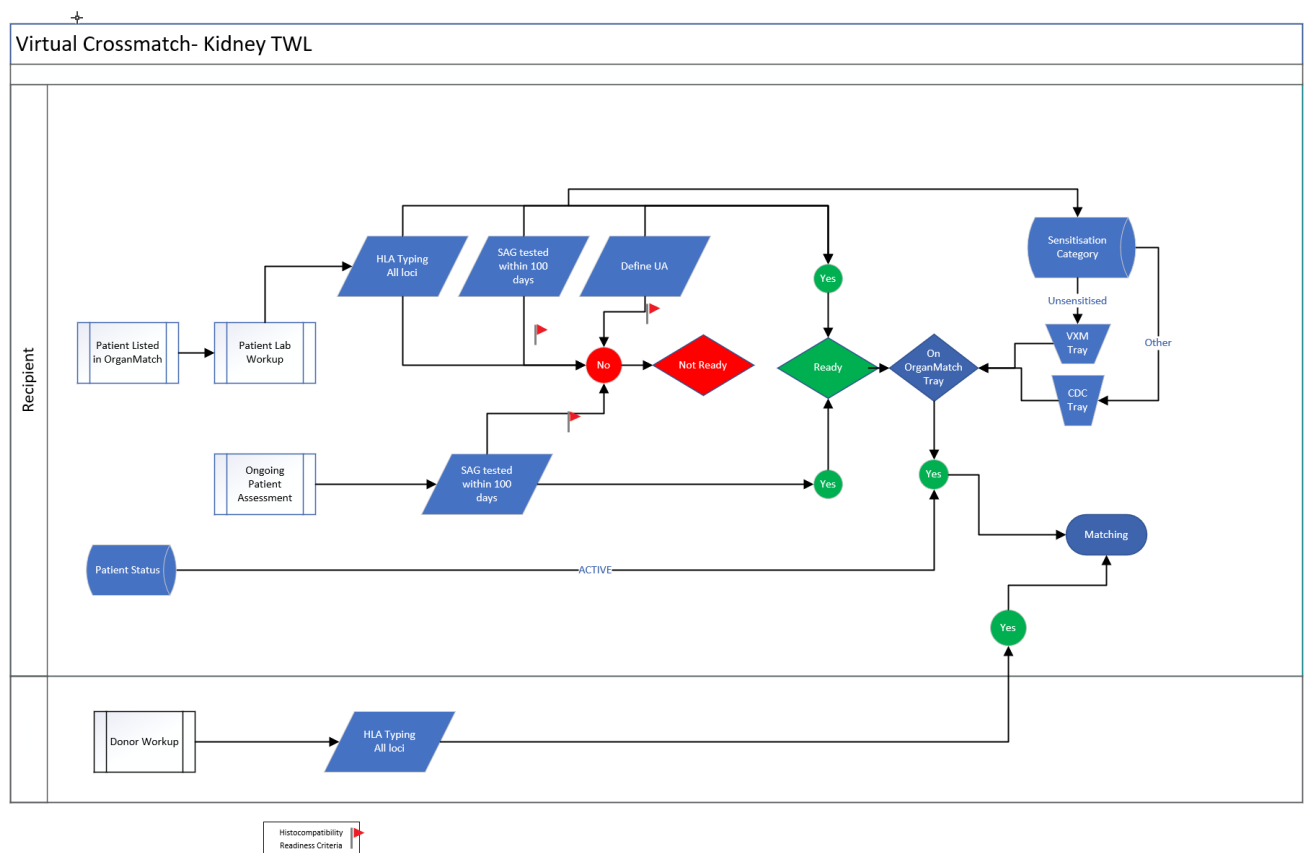 Virtual Crossmatch- Kidney TWL
Recipient
HLA Typing
All loci
SAG tested
within 100
days
Define UA
Yes
Sensitisation
Category
Unsensitised
VXM
Tray
Other
CDC
Tray
Patient Listed
in OrganMatch
Patient Lab
Workup
No
Not Ready
Ready
On
OrganMatch
Tray
Ongoing
Patient
Assessment
SAG tested
within 100
days
Yes
Yes
Matching
Patient Status
ACTIVE
Yes
Donor Workup
HLA Typing
All loci
Histocompatibility
Readiness Criteria